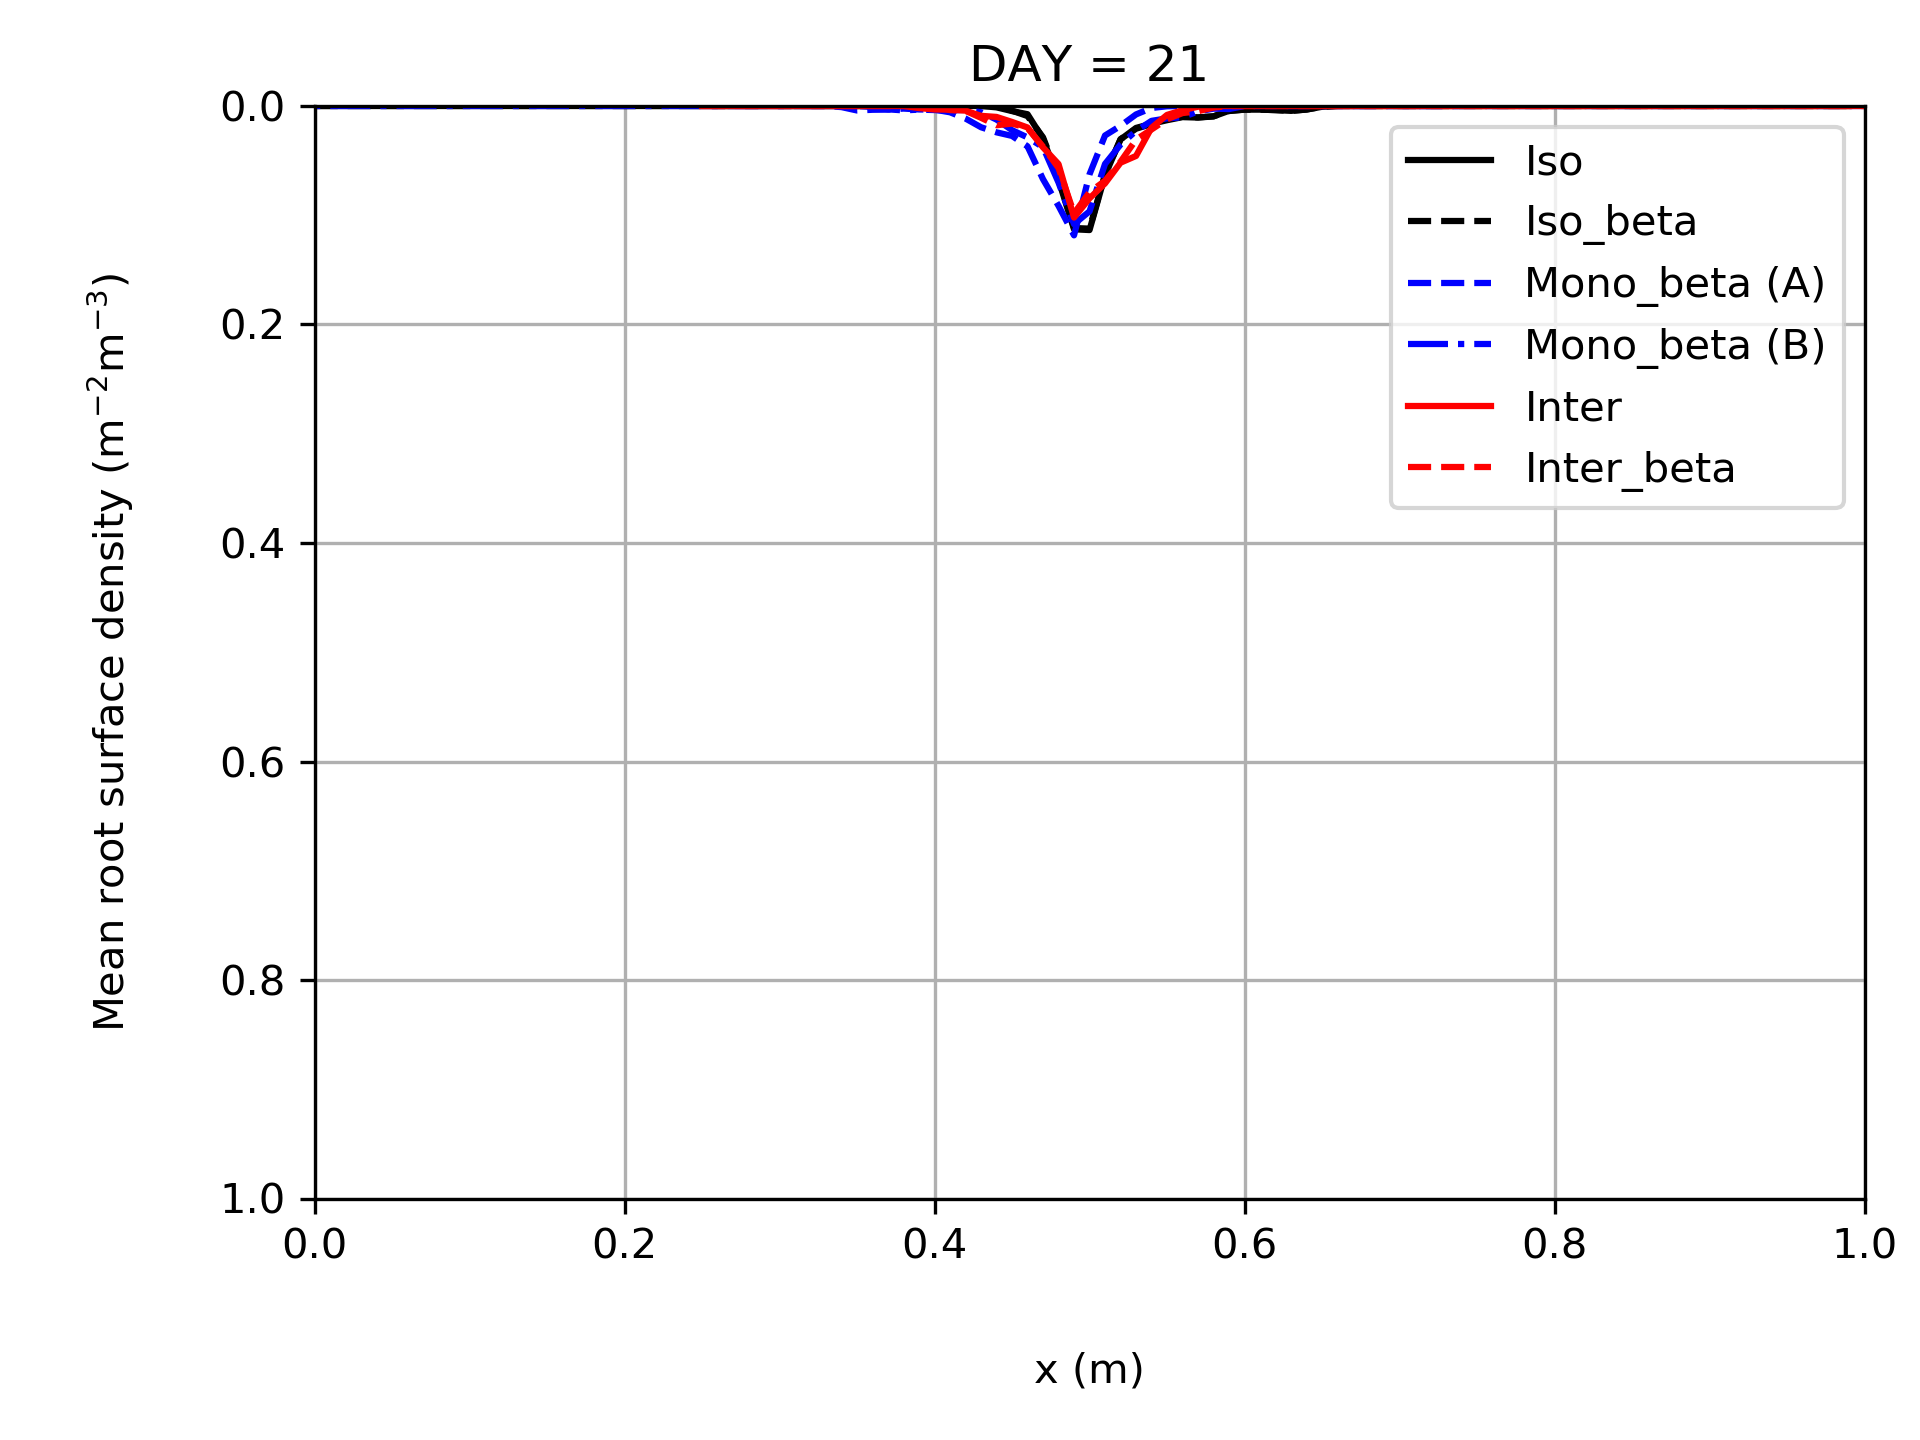 DAY = 21
0.0
0.2
0.4
0.6
0.8
1.0
Mean root surface density (m⁻²m⁻³)
Iso
Iso_beta
Mono_beta (A)
Mono_beta (B)
Inter
Inter_beta
0.0 0.2 0.4 0.6 0.8 1.0
x (m)